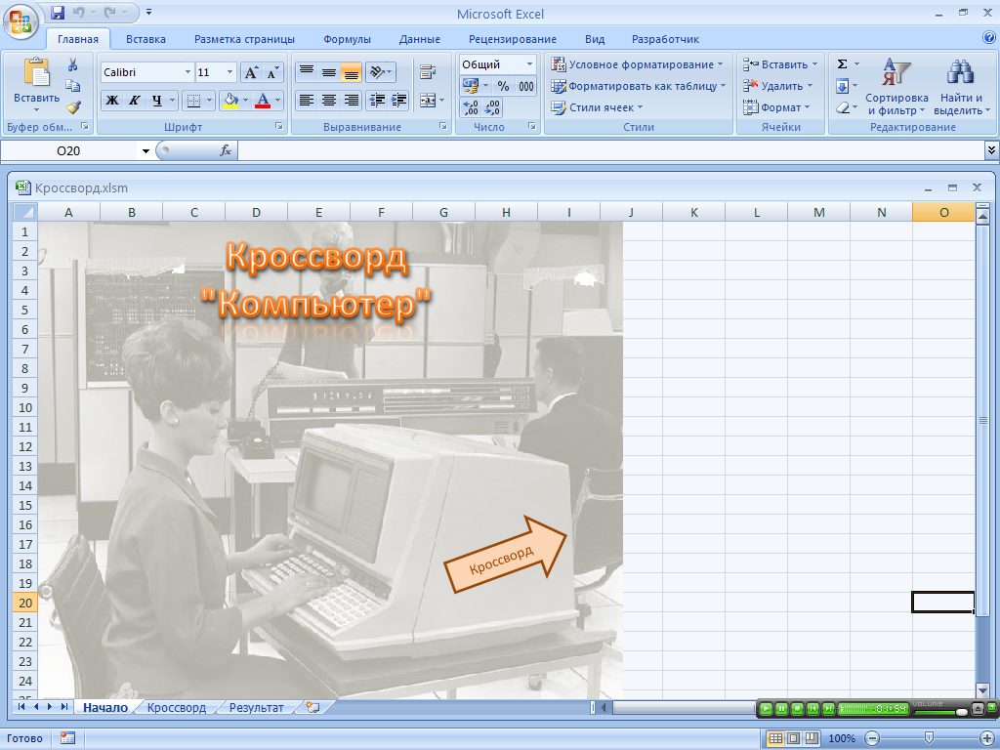 Microsoft Excel
Главная Вставка Разметка страницы Формулы Данные Рецензирование Вид Разработчик
Вставить
Calibri 11
Ж К Ч
Общий
% 000
Условное форматирование
Форматировать как таблицу
Стили ячеек
Вставить
Удалить
Формат
Σ
Сортировка и фильтр
Найти и выделить
Буфер обм... Шрифт Выравнивание Число Стили Ячейки Редактирование
O20 fx
Кроссворд.xlsm
A B C D E F G H I J K L M N O
1
2
3
4
5
6
7
8
9
10
11
12
13
14
15
16
17
18
19
20
21
22
23
24
25
Кроссворд
"Компьютер"
Кроссворд
Начало Кроссворд Результат
VOLUME
Готово 100%